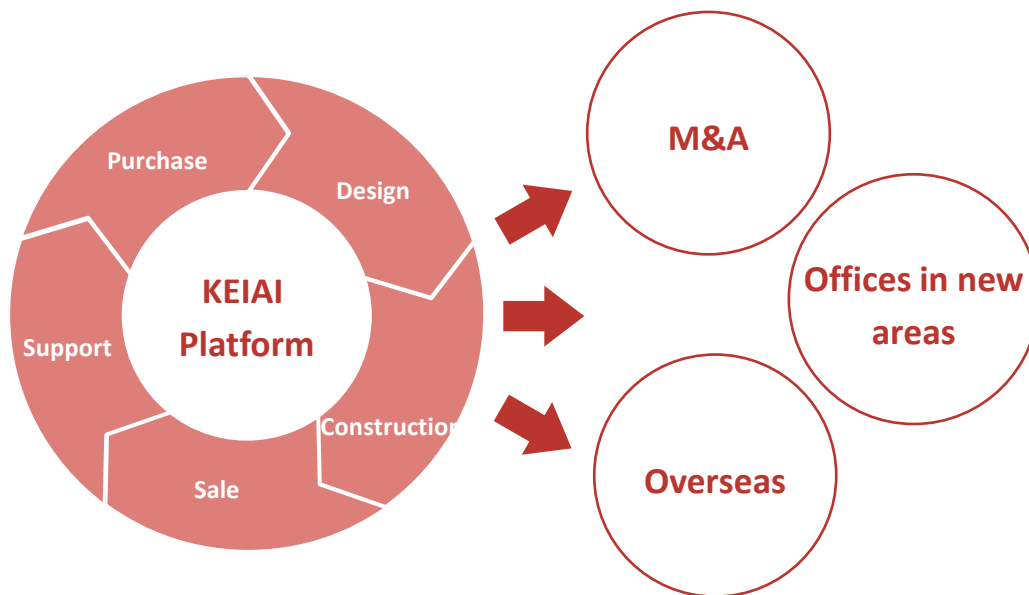 Purchase
Design
Construction
Sale
Support
KEIAI
Platform
M&A
Offices in new
areas
Overseas